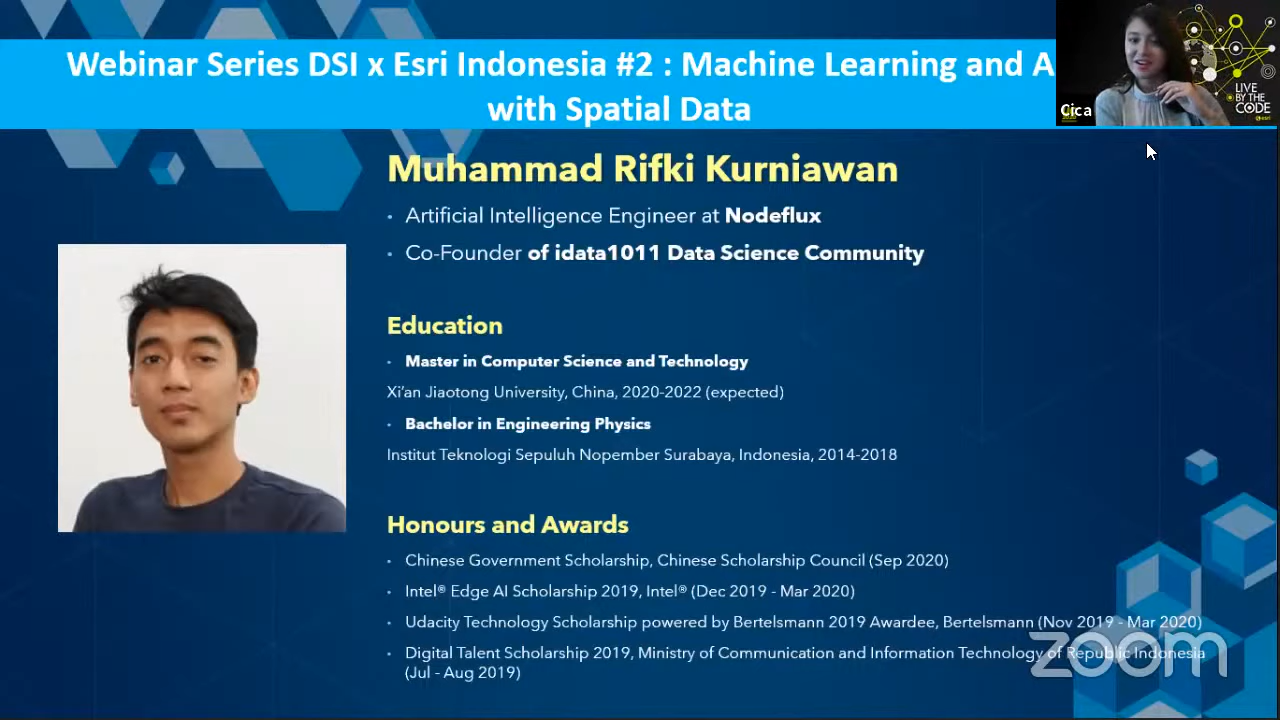 Webinar Series DSI x Esri Indonesia #2 : Machine Learning and A
with Spatial Data
Cica
LIVE
BY THE
CODE
esri
Muhammad Rifki Kurniawan
• Artificial Intelligence Engineer at Nodeflux
• Co-Founder of idata1011 Data Science Community
Education
• Master in Computer Science and Technology
Xi'an Jiaotong University, China, 2020-2022 (expected)
• Bachelor in Engineering Physics
Institut Teknologi Sepuluh Nopember Surabaya, Indonesia, 2014-2018
Honours and Awards
• Chinese Government Scholarship, Chinese Scholarship Council (Sep 2020)
• Intel® Edge AI Scholarship 2019, Intel® (Dec 2019 - Mar 2020)
• Udacity Technology Scholarship powered by Bertelsmann 2019 Awardee, Bertelsmann (Nov 2019 - Mar 2020)
• Digital Talent Scholarship 2019, Ministry of Communication and Information Technology of Republic Indonesia
(Jul - Aug 2019)
zoom